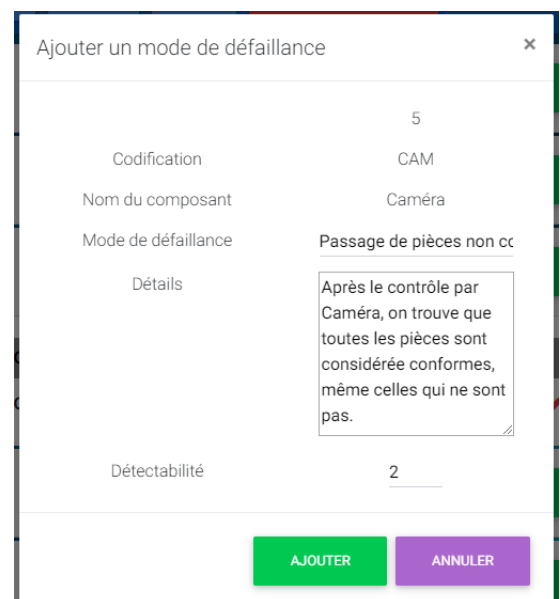 Ajouter un mode de défaillance ×
5
Codification CAM
Nom du composant Caméra
Mode de défaillance Passage de pièces non
Détails
Après le contrôle par
Caméra, on trouve que
toutes les pièces sont
considérée conformes,
même celles qui ne sont
pas.
Détectabilité 2
AJOUTER ANNULER